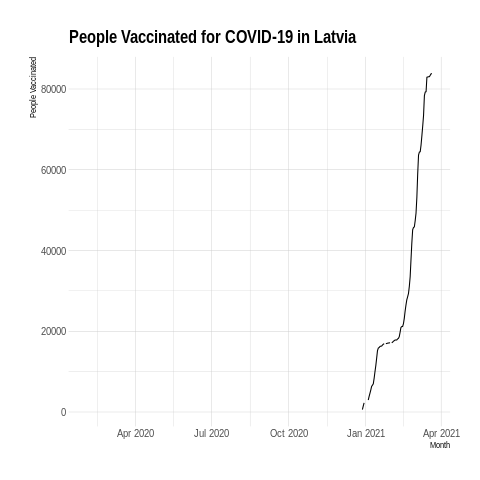 People Vaccinated for COVID-19 in Latvia
People Vaccinated
80000
60000
40000
20000
0
Apr 2020 Jul 2020 Oct 2020 Jan 2021 Apr 2021
Month